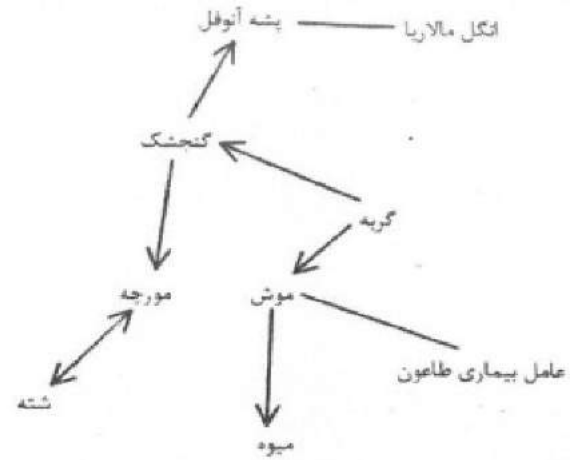 پشه آنوفل
انگل مالاریا
گنجشک
گربه
مورچه
موش
عامل بیماری طاعون
شته
میوه